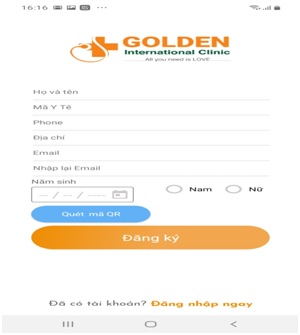 16:16
GOLDEN
International Clinic
All you need is LOVE
Họ và tên
Mã Y Tế
Phone
Địa chỉ
Email
Nhập lại Email
Năm sinh
-- / -- / ----
Nam
Nữ
Quét mã QR
Đăng ký
Đã có tài khoản? Đăng nhập ngay